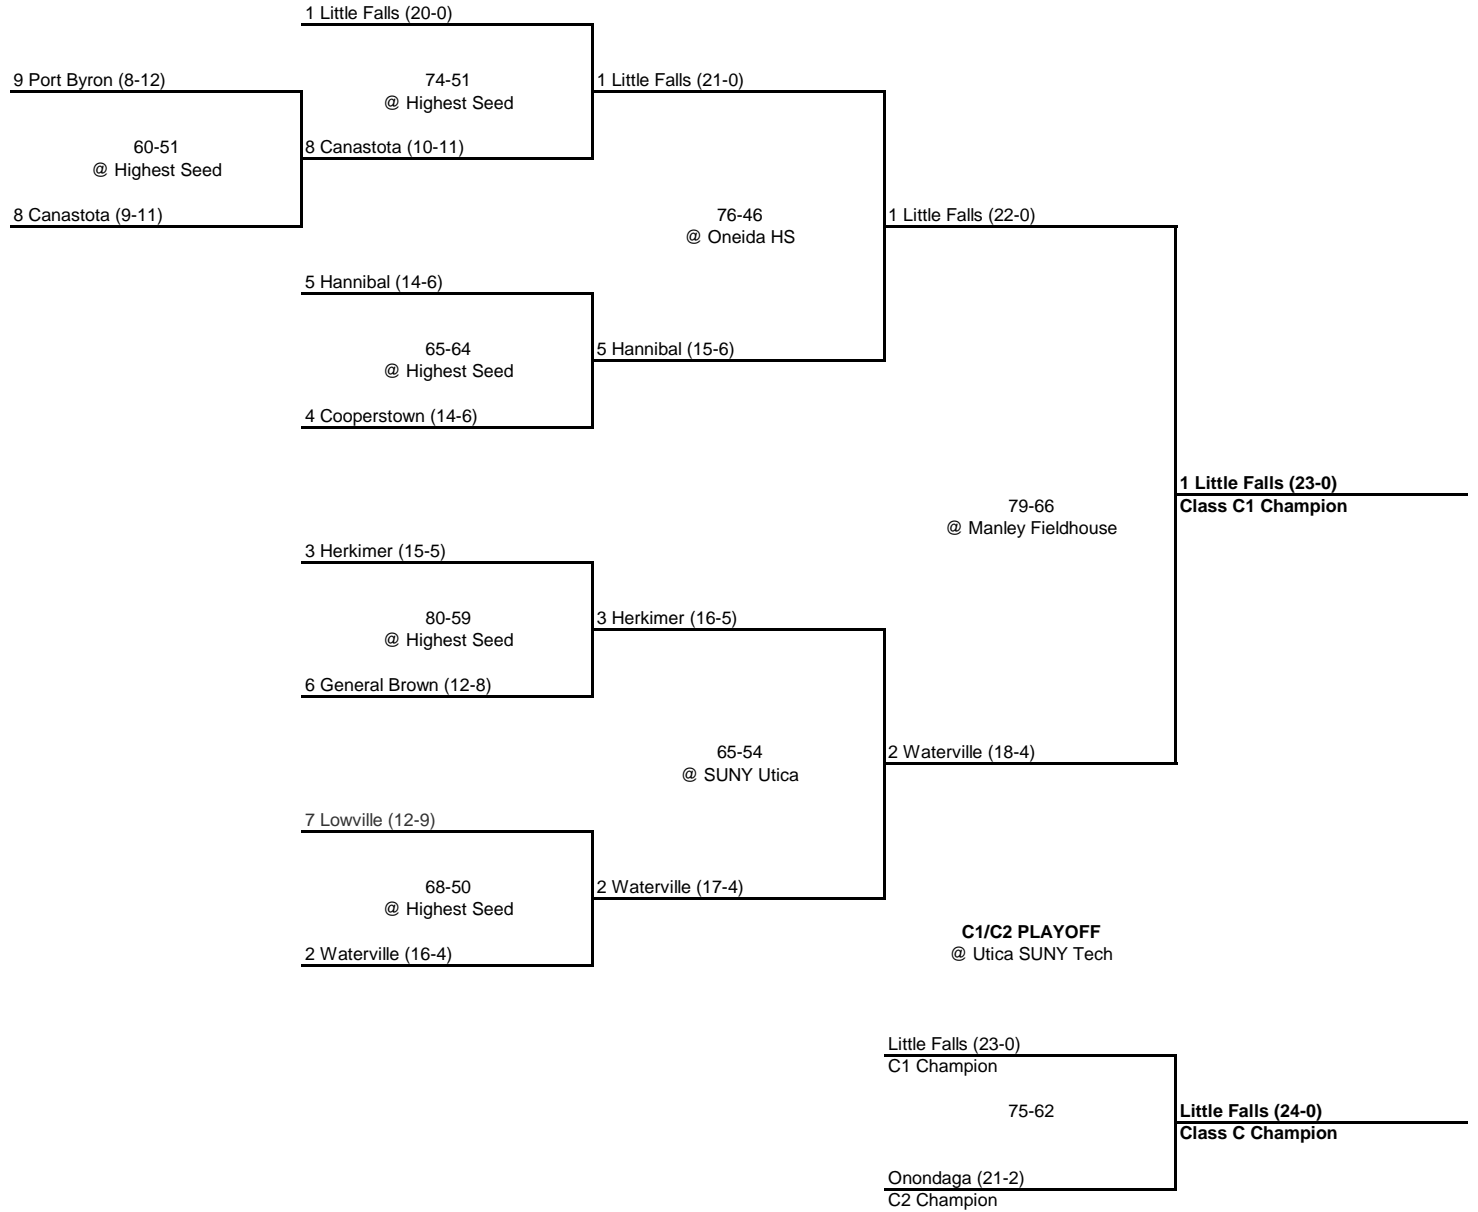 1 Little Falls (20-0)
9 Port Byron (8-12)
74-51
@ Highest Seed
1 Little Falls (21-0)
60-51
@ Highest Seed
8 Canastota (10-11)
8 Canastota (9-11)
76-46
@ Oneida HS
1 Little Falls (22-0)
5 Hannibal (14-6)
65-64
@ Highest Seed
5 Hannibal (15-6)
4 Cooperstown (14-6)
79-66
@ Manley Fieldhouse
1 Little Falls (23-0)
Class C1 Champion
3 Herkimer (15-5)
80-59
@ Highest Seed
3 Herkimer (16-5)
6 General Brown (12-8)
65-54
@ SUNY Utica
2 Waterville (18-4)
7 Lowville (12-9)
68-50
@ Highest Seed
2 Waterville (17-4)
2 Waterville (16-4)
C1/C2 PLAYOFF
@ Utica SUNY Tech
Little Falls (23-0)
C1 Champion
75-62
Little Falls (24-0)
Class C Champion
Onondaga (21-2)
C2 Champion